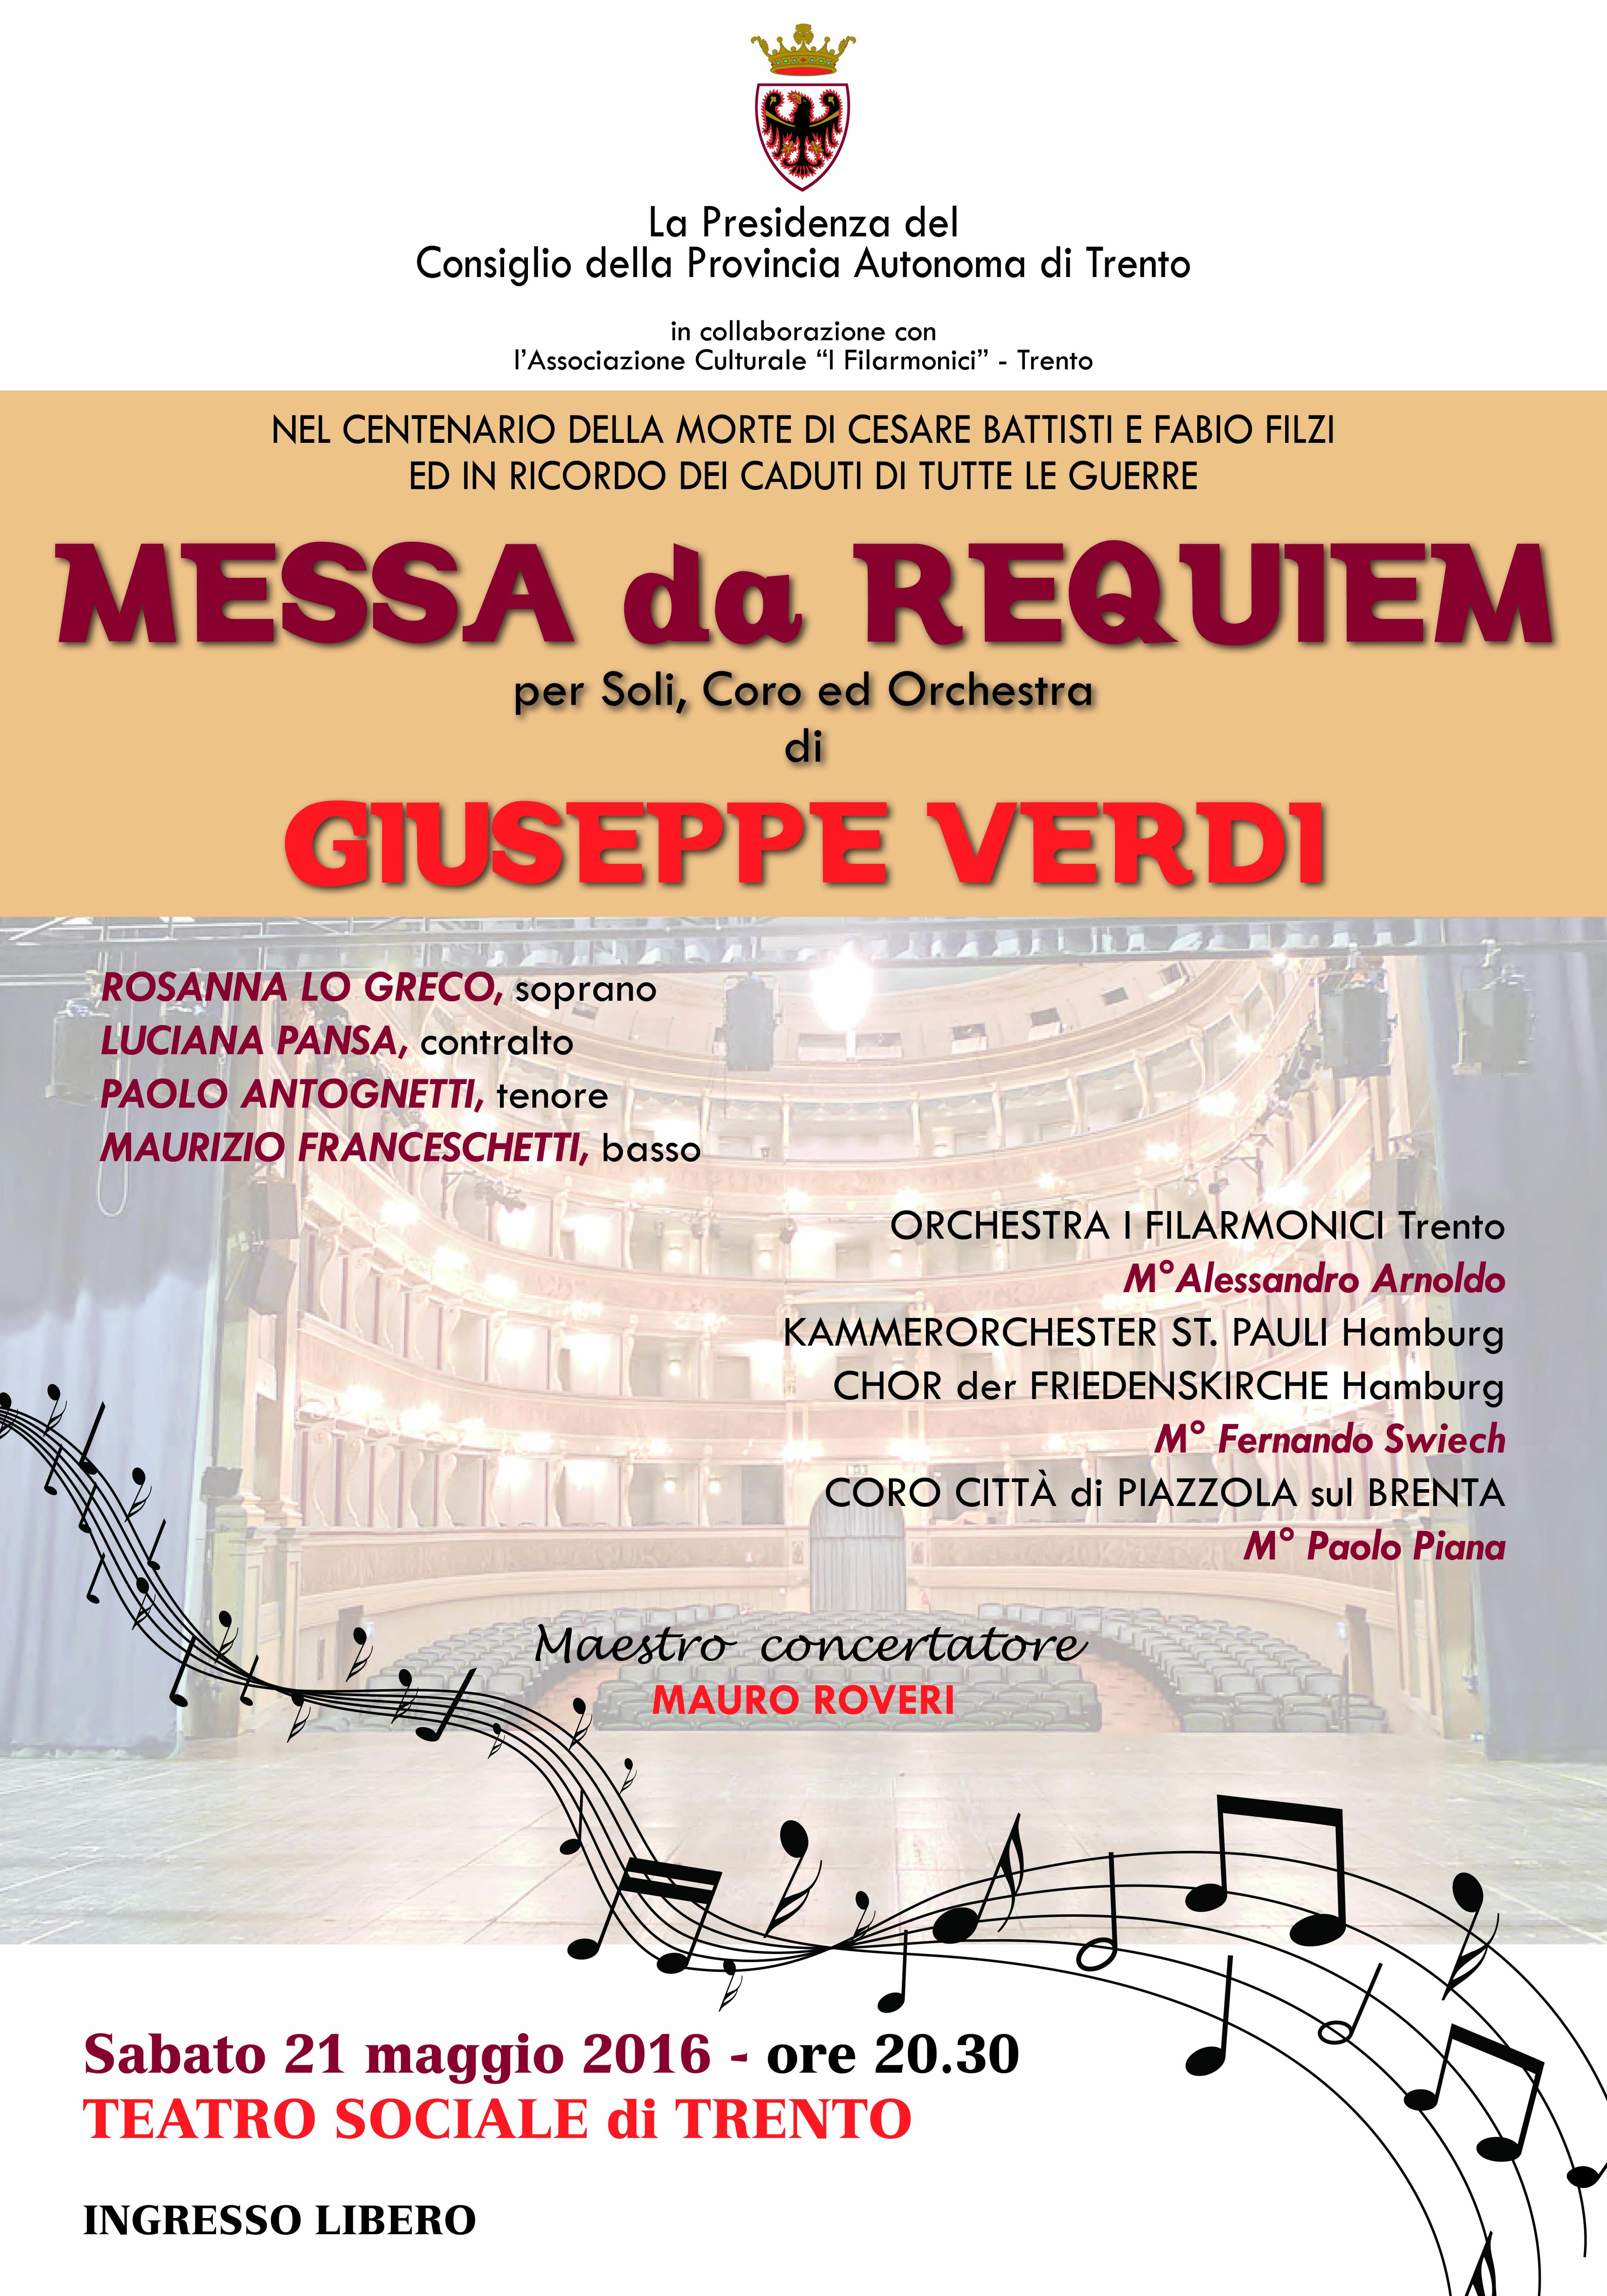 La Presidenza del
Consiglio della Provincia Autonoma di Trento
in collaborazione con
l’Associazione Culturale “I Filarmonici” - Trento
NEL CENTENARIO DELLA MORTE DI CESARE BATTISTI E FABIO FILZI
ED IN RICORDO DEI CADUTI DI TUTTE LE GUERRE
MESSA da REQUIEM
per Soli, Coro ed Orchestra
di
GIUSEPPE VERDI
ROSANNA LO GRECO, soprano
LUCIANA PANSA, contralto
PAOLO ANTOGNETTI, tenore
MAURIZIO FRANCESCHETTI, basso
ORCHESTRA I FILARMONICI Trento
M°Alessandro Arnoldo
KAMMERORCHESTER ST. PAULI Hamburg
CHOR der FRIEDENSKIRCHE Hamburg
M° Fernando Swiech
CORO CITTÀ di PIAZZOLA sul BRENTA
M° Paolo Piana
Maestro concertatore
MAURO ROVERI
Sabato 21 maggio 2016 - ore 20.30
TEATRO SOCIALE di TRENTO
INGRESSO LIBERO